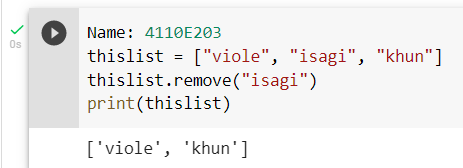 0s
Name: 4110E203
thislist = ["viole", "isagi", "khun"]
thislist.remove("isagi")
print(thislist)
['viole', 'khun']